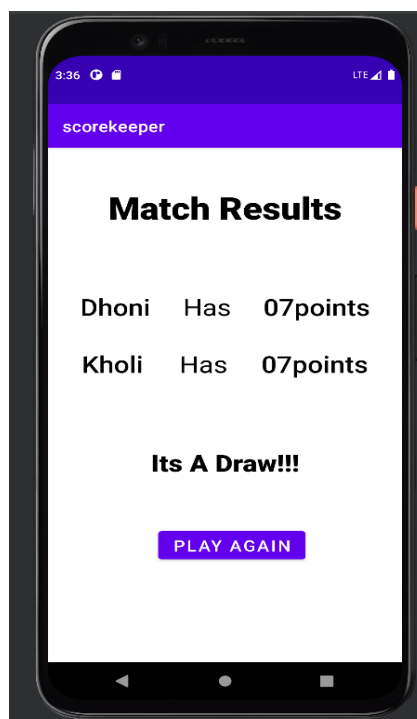 3:36 LTE
scorekeeper
Match Results
Dhoni Has 07points
Kholi Has 07points
Its A Draw!!!
PLAY AGAIN